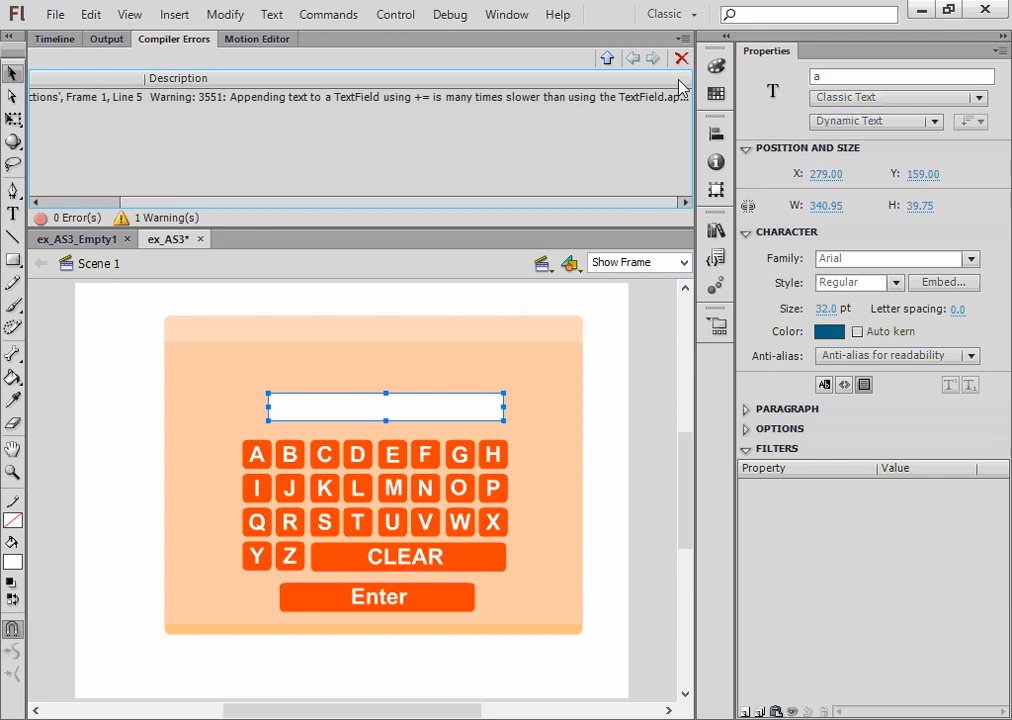 Fl File Edit View Insert Modify Text Commands Control Debug Window Help Classic
Timeline Output Compiler Errors Motion Editor
Description
ctions', Frame 1, Line 5 Warning: 3551: Appending text to a TextField using += is many times slower than using the TextField.ap...
0 Error(s) 1 Warning(s)
ex_AS3_Empty1 × ex_AS3* ×
Scene 1 Show Frame
A B C D E F G H
I J K L M N O P
Q R S T U V W X
Y Z CLEAR
Enter
Properties
T a
Classic Text
Dynamic Text
POSITION AND SIZE
X: 279.00 Y: 159.00
W: 340.95 H: 39.75
CHARACTER
Family: Arial
Style: Regular Embed...
Size: 32.0 pt Letter spacing: 0.0
Color: Auto kern
Anti-alias: Anti-alias for readability
PARAGRAPH
OPTIONS
FILTERS
Property Value